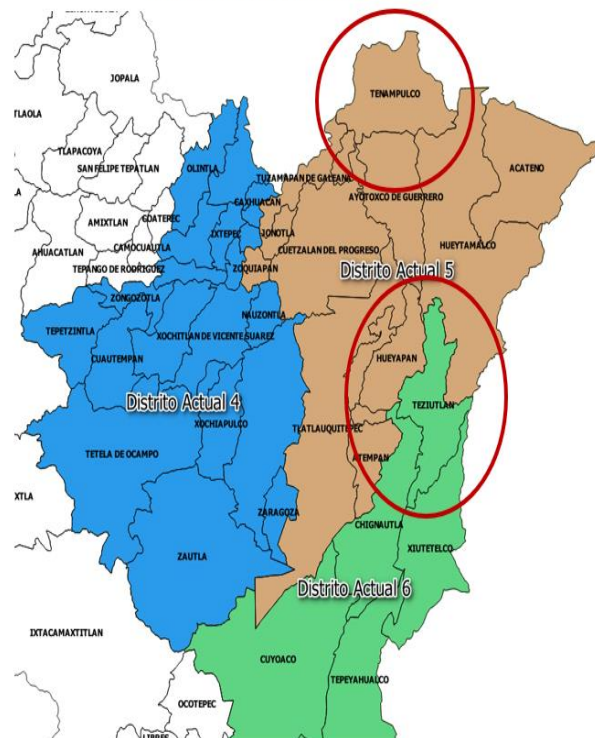 JOPALA
TENAMPULCO
TLAOLA
TLAPACOYA
SAN FELIPE TEPATLAN
OLINTLA
TUZAMAPAN DE GALEANA
ACATENO
AYOTOXCO DE GUERRERO
CAXHUACAN
AMIXTLAN
COATEPEC
IXTEPEC
JONOTLA
AHUACATLAN
CAMOCUAUTLA
CUETZALAN DEL PROGRESO
HUEYTAMALCO
TEPANGO DE RODRIGUEZ
ZOQUIAPAN
Distrito Actual 5
ZONGOZOTLA
NAUZONTLA
TEPETZINTLA
XOCHITLAN DE VICENTE SUAREZ
CUAUTEMPAN
HUEYAPAN
Distrito Actual 4
TEZIUTLAN
XOCHIAPULCO
TLATLAUQUITEPEC
TETELA DE OCAMPO
ATEMPAN
XTLA
ZARAGOZA
CHIGNAUTLA
XIUTETELCO
ZAUTLA
Distrito Actual 6
IXTACAMAXTITLAN
CUYOACO
TEPEYAHUALCO
OCOTEPEC
LIBRES